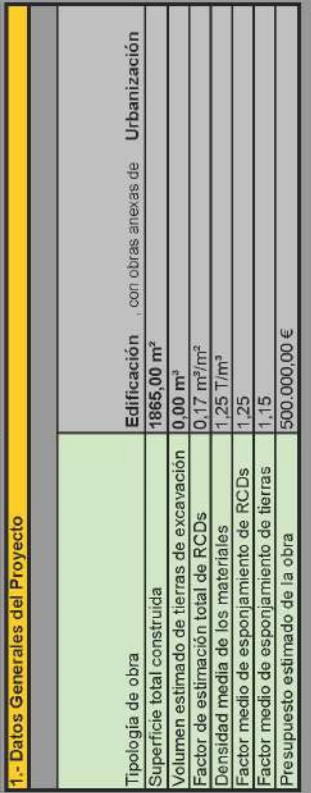 1.- Datos Generales del Proyecto
Tipología de obra Edificación , con obras anexas de Urbanización
Superficie total construida 1865,00 m²
Volumen estimado de tierras de excavación 0,00 m³
Factor de estimación total de RCDs 0,17 m³/m²
Densidad media de los materiales 1,25 T/m³
Factor medio de esponjamiento de RCDs 1,25
Factor medio de esponjamiento de tierras 1,15
Presupuesto estimado de la obra 500.000,00 €